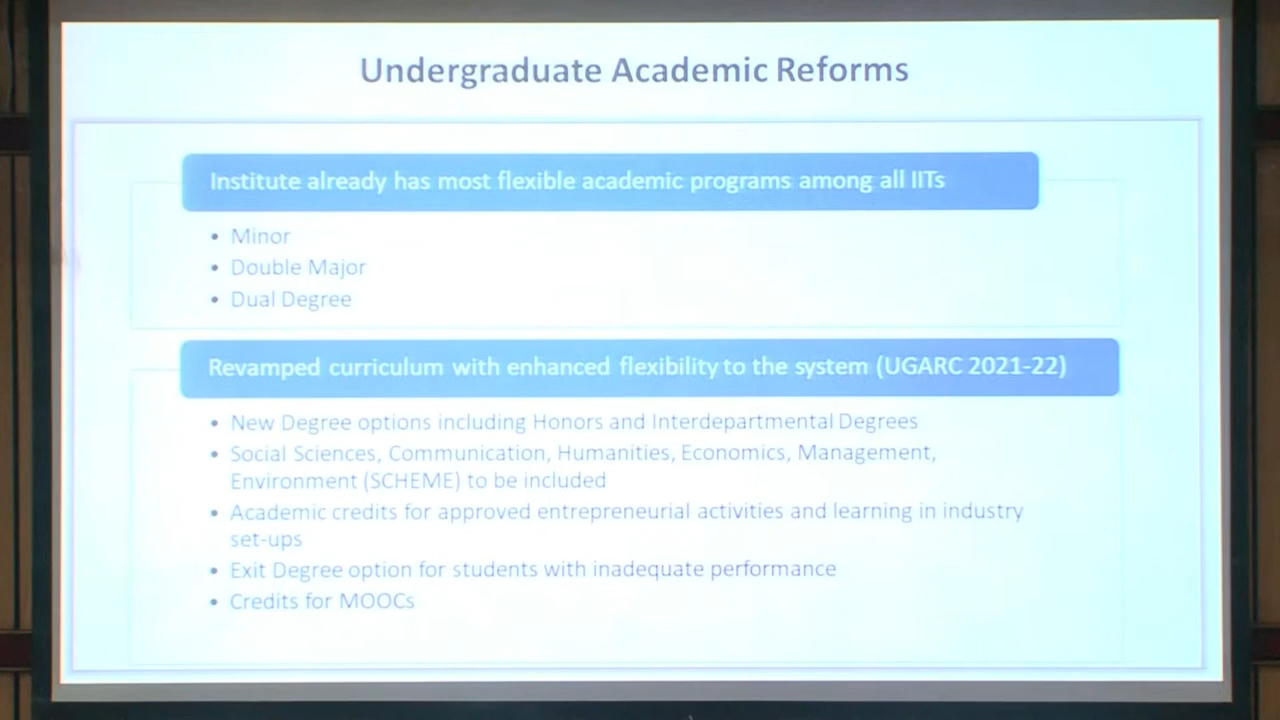 Undergraduate Academic Reforms
Institute already has most flexible academic programs among all IITs
• Minor
• Double Major
• Dual Degree
Revamped curriculum with enhanced flexibility to the system (UGARC 2021-22)
• New Degree options including Honors and Interdepartmental Degrees
• Social Sciences, Communication, Humanities, Economics, Management,
Environment (SCHEME) to be included
• Academic credits for approved entrepreneurial activities and learning in industry
set-ups
• Exit Degree option for students with inadequate performance
• Credits for MOOCs